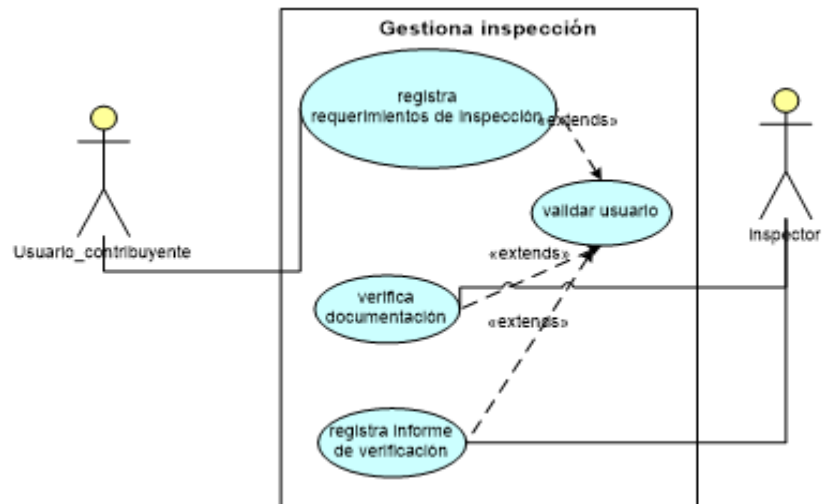 Gestiona inspección
registra
requerimientos de inspección
«extends»
validar usuario
Usuario_contribuyente
Inspector
«extends»
verifica
documentación
«extends»
registra informe
de verificación